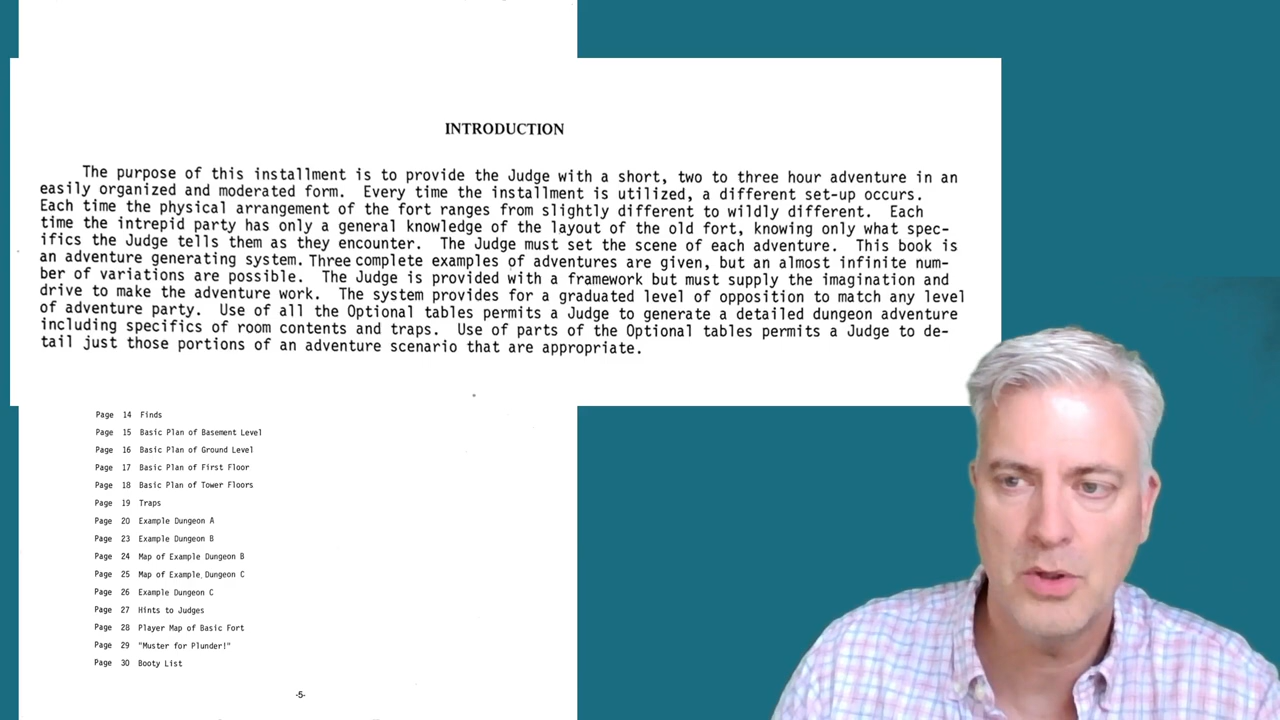 INTRODUCTION
The purpose of this installment is to provide the Judge with a short, two to three hour adventure in an
easily organized and moderated form. Every time the installment is utilized, a different set-up occurs.
Each time the physical arrangement of the fort ranges from slightly different to wildly different. Each
time the intrepid party has only a general knowledge of the layout of the old fort, knowing only what spec-
ifics the Judge tells them as they encounter. The Judge must set the scene of each adventure. This book is
an adventure generating system. Three complete examples of adventures are given, but an almost infinite num-
ber of variations are possible. The Judge is provided with a framework but must supply the imagination and
drive to make the adventure work. The system provides for a graduated level of opposition to match any level
of adventure party. Use of all the Optional tables permits a Judge to generate a detailed dungeon adventure
including specifics of room contents and traps. Use of parts of the Optional tables permits a Judge to de-
tail just those portions of an adventure scenario that are appropriate.
Page 14 Finds
Page 15 Basic Plan of Basement Level
Page 16 Basic Plan of Ground Level
Page 17 Basic Plan of First Floor
Page 18 Basic Plan of Tower Floors
Page 19 Traps
Page 20 Example Dungeon A
Page 23 Example Dungeon B
Page 24 Map of Example Dungeon B
Page 25 Map of Example Dungeon C
Page 26 Example Dungeon C
Page 27 Hints to Judges
Page 28 Player Map of Basic Fort
Page 29 "Muster for Plunder!"
Page 30 Booty List
-5-